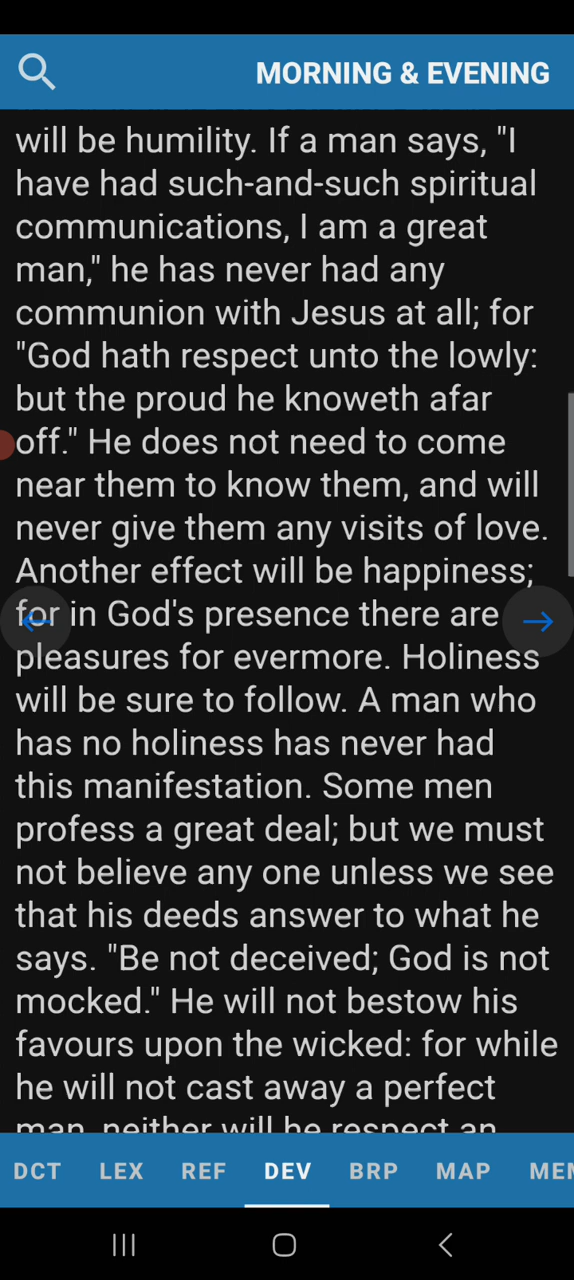 MORNING & EVENING
will be humility. If a man says, "I
have had such-and-such spiritual
communications, I am a great
man," he has never had any
communion with Jesus at all; for
"God hath respect unto the lowly:
but the proud he knoweth afar
off." He does not need to come
near them to know them, and will
never give them any visits of love.
Another effect will be happiness;
for in God's presence there are
pleasures for evermore. Holiness
will be sure to follow. A man who
has no holiness has never had
this manifestation. Some men
profess a great deal; but we must
not believe any one unless we see
that his deeds answer to what he
says. "Be not deceived; God is not
mocked." He will not bestow his
favours upon the wicked: for while
he will not cast away a perfect
man, neither will he respect an
DCT LEX REF DEV BRP MAP MEM